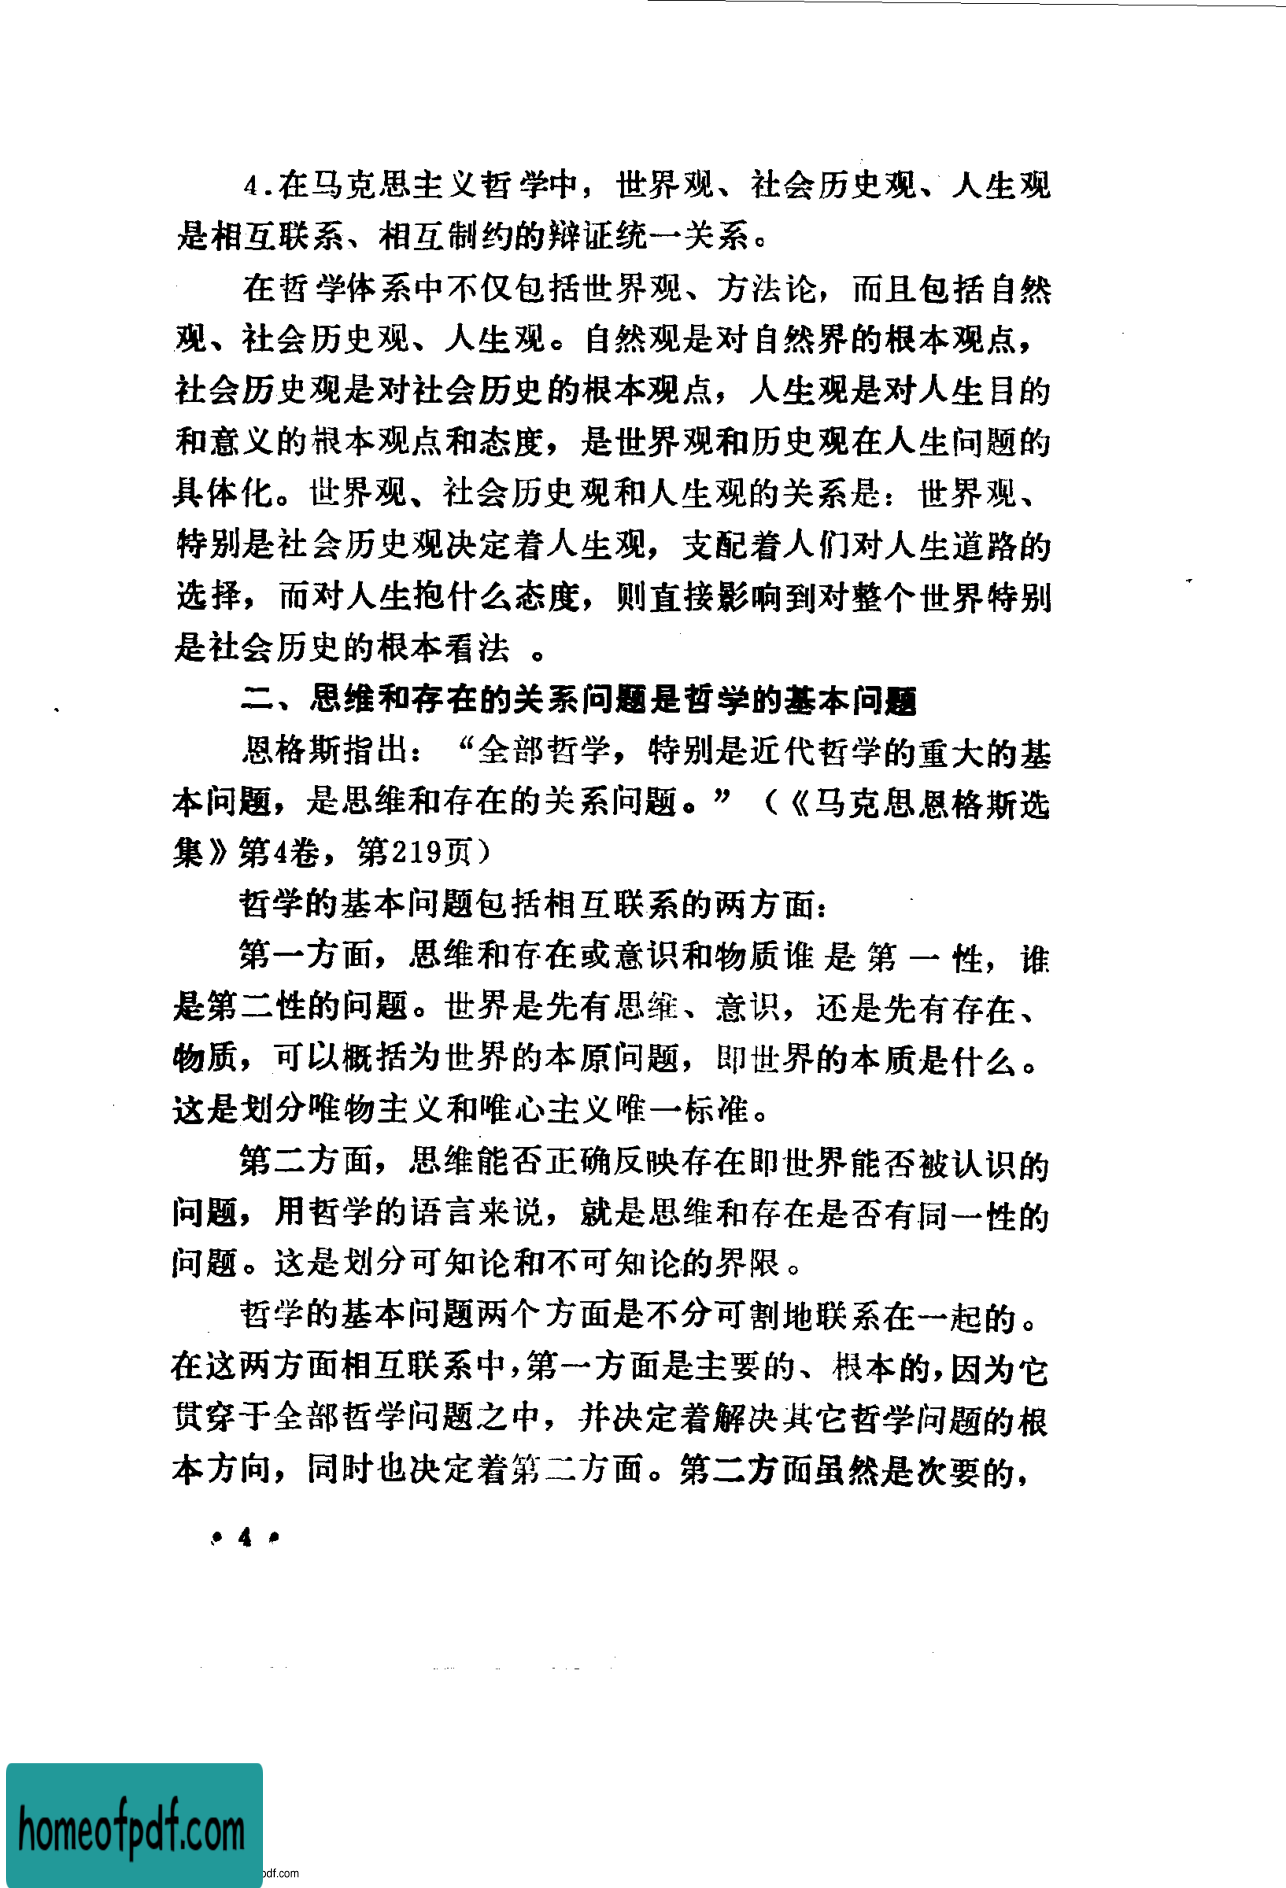 4.在马克思主义哲学中，世界观、社会历史观、人生观
是相互联系、相互制约的辩证统一关系。
在哲学体系中不仅包括世界观、方法论，而且包括自然
观、社会历史观、人生观。自然观是对自然界的根本观点，
社会历史观是对社会历史的根本观点，人生观是对人生目的
和意义的根本观点和态度，是世界观和历史观在人生问题的
具体化。世界观、社会历史观和人生观的关系是：世界观、
特别是社会历史观决定着人生观，支配着人们对人生道路的
选择，而对人生抱什么态度，则直接影响到对整个世界特别
是社会历史的根本看法 。
二、思维和存在的关系问题是哲学的基本问题
恩格斯指出：“全部哲学，特别是近代哲学的重大的基
本问题，是思维和存在的关系问题。”（《马克思恩格斯选
集》第4卷，第219页）
哲学的基本问题包括相互联系的两方面：
第一方面，思维和存在或意识和物质谁是第一性，谁
是第二性的问题。世界是先有思维、意识，还是先有存在、
物质，可以概括为世界的本原问题，即世界的本质是什么。
这是划分唯物主义和唯心主义唯一标准。
第二方面，思维能否正确反映存在即世界能否被认识的
问题，用哲学的语言来说，就是思维和存在是否有同一性的
问题。这是划分可知论和不可知论的界限。
哲学的基本问题两个方面是不分可割地联系在一起的。
在这两方面相互联系中，第一方面是主要的、根本的，因为它
贯穿于全部哲学问题之中，并决定着解决其它哲学问题的根
本方向，同时也决定着第二方面。第二方面虽然是次要的，
• 4 •
homeofpdf.com
pdf.com